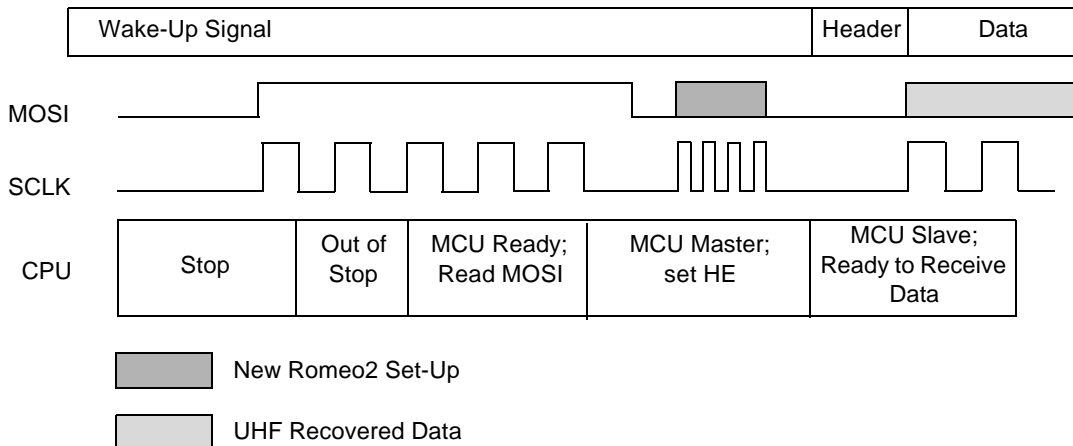 Wake-Up Signal
Header
Data
MOSI
SCLK
CPU
Stop
Out of
Stop
MCU Ready;
Read MOSI
MCU Master;
set HE
MCU Slave;
Ready to Receive
Data
New Romeo2 Set-Up
UHF Recovered Data